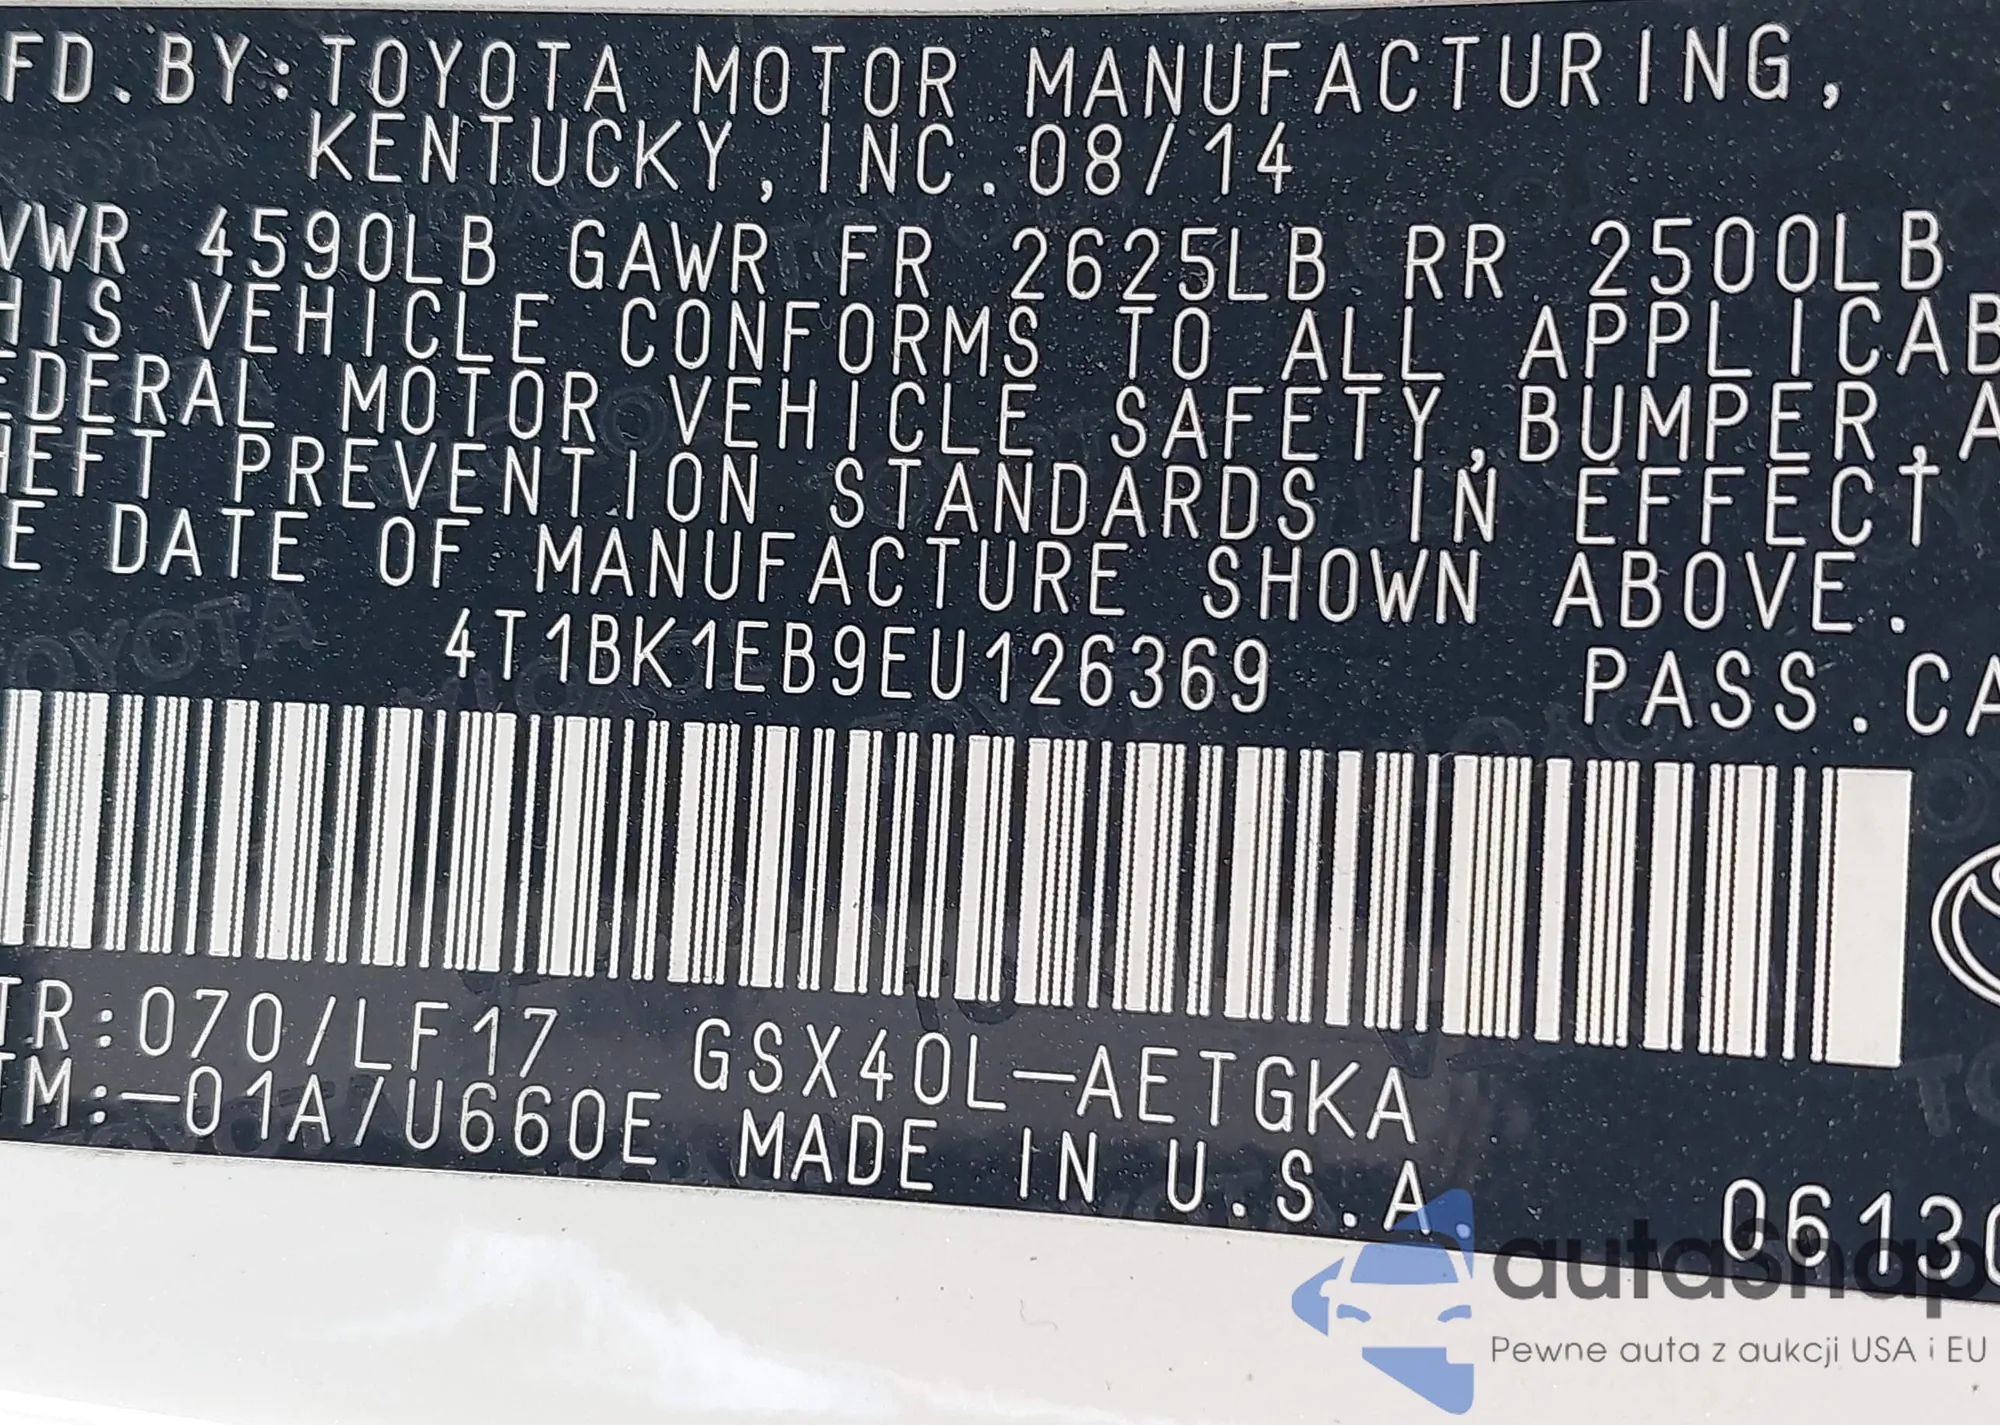 FD.BY:TOYOTA MOTOR MANUFACTURING,
KENTUCKY,INC.08/14
VWR 4590LB GAWR FR 2625LB RR 2500LB
HIS VEHICLE CONFORMS TO ALL APPLICAB
EDERAL MOTOR VEHICLE SAFETY,BUMPER,A
HEFT PREVENTION STANDARDS IN EFFECT
E DATE OF MANUFACTURE SHOWN ABOVE.
4T1BK1EB9EU126369 PASS.CA
TR:070/LF17 GSX40L-AETGKA
TM:-01A/U660E MADE IN U.S.A.
0613
autaSnap
Pewne auta z aukcji USA i EU